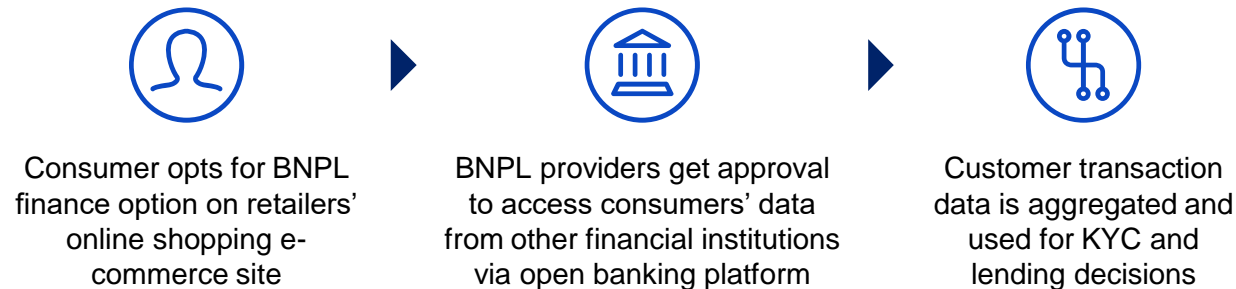 Consumer opts for BNPL
finance option on retailers’
online shopping e-
commerce site
BNPL providers get approval
to access consumers’ data
from other financial institutions
via open banking platform
Customer transaction
data is aggregated and
used for KYC and
lending decisions